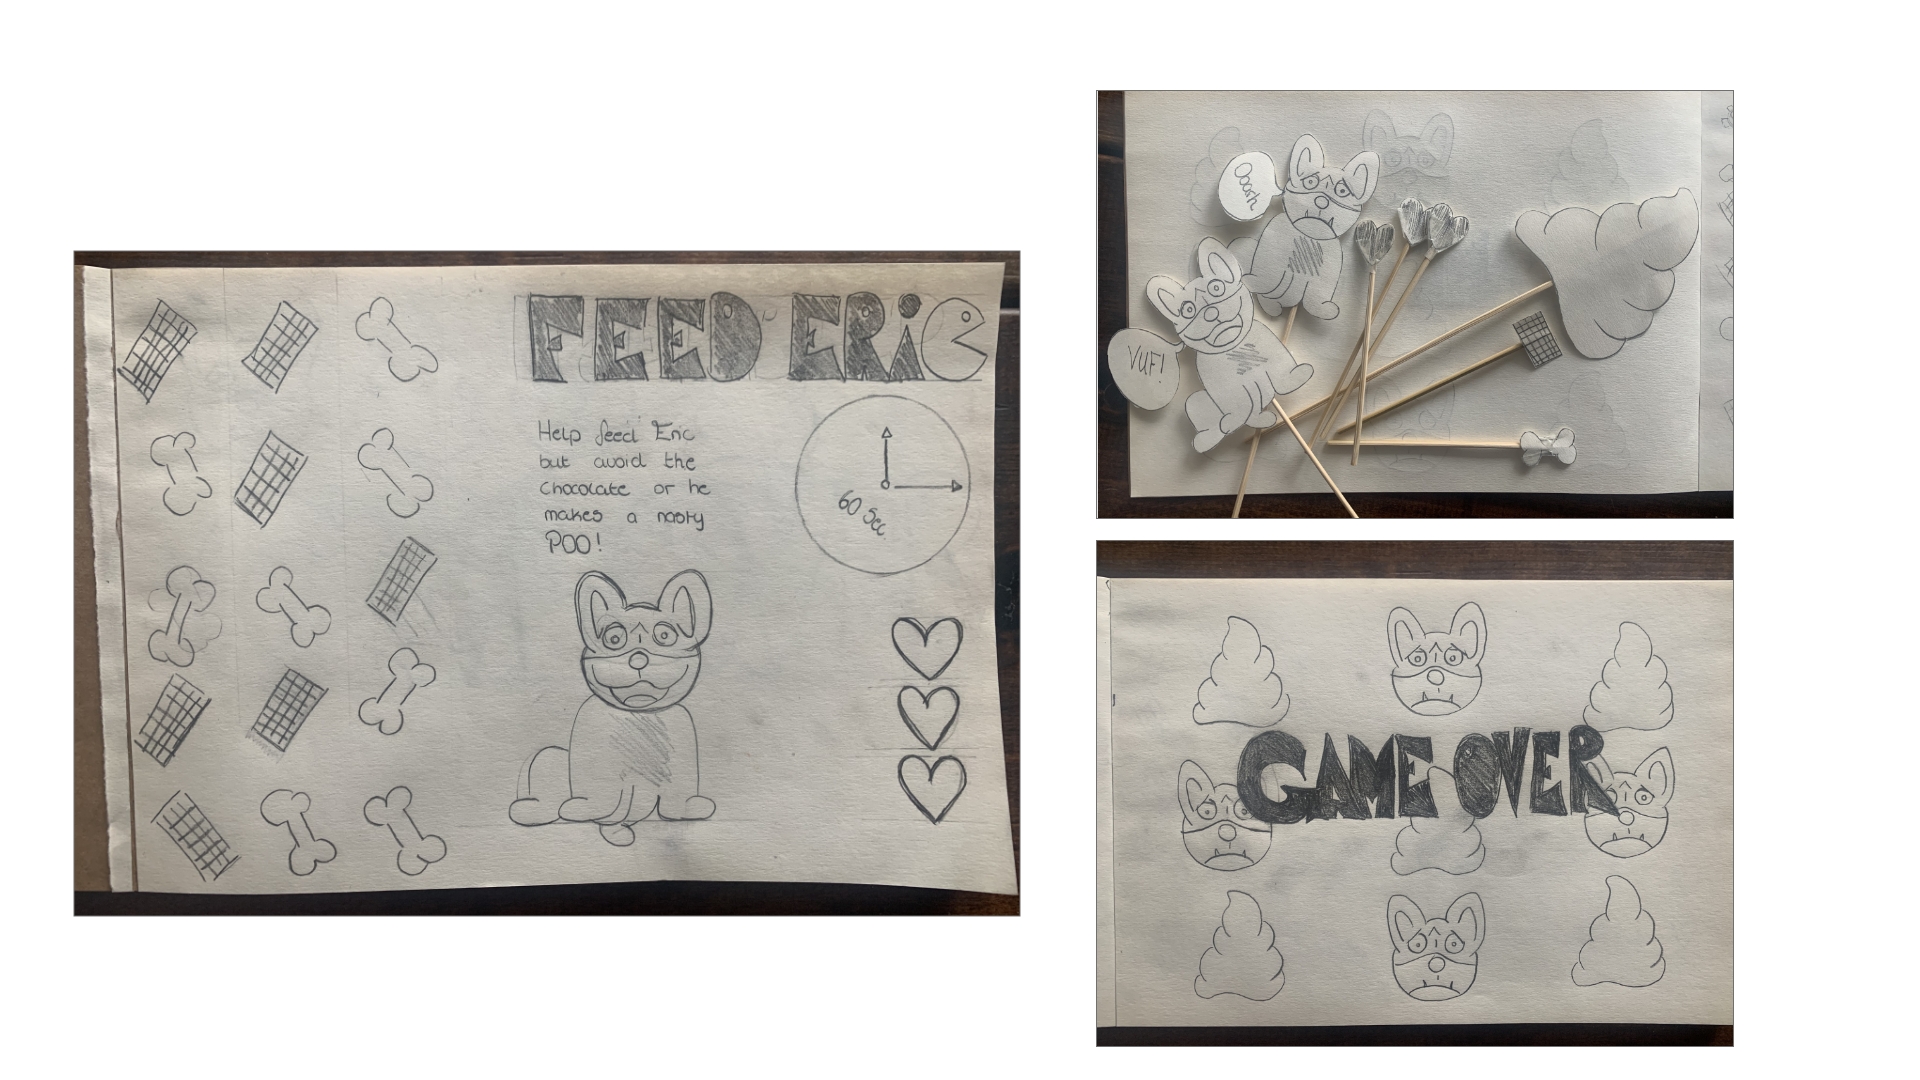 FEED ERiC
Help feed Eric
but avoid the
Chocolate or he
makes a nasty
POO!
60 Sec
Ooosh
VUF!
GAME OVER